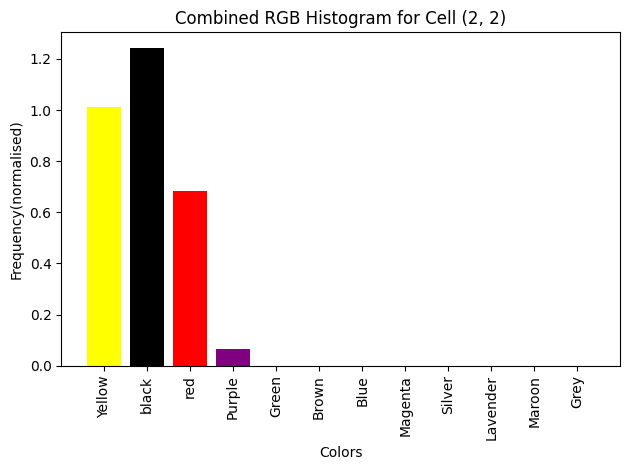 Combined RGB Histogram for Cell (2, 2)
Frequency(normalised)
1.2
1.0
0.8
0.6
0.4
0.2
0.0
Yellow
black
red
Purple
Green
Brown
Blue
Magenta
Silver
Lavender
Maroon
Grey
Colors